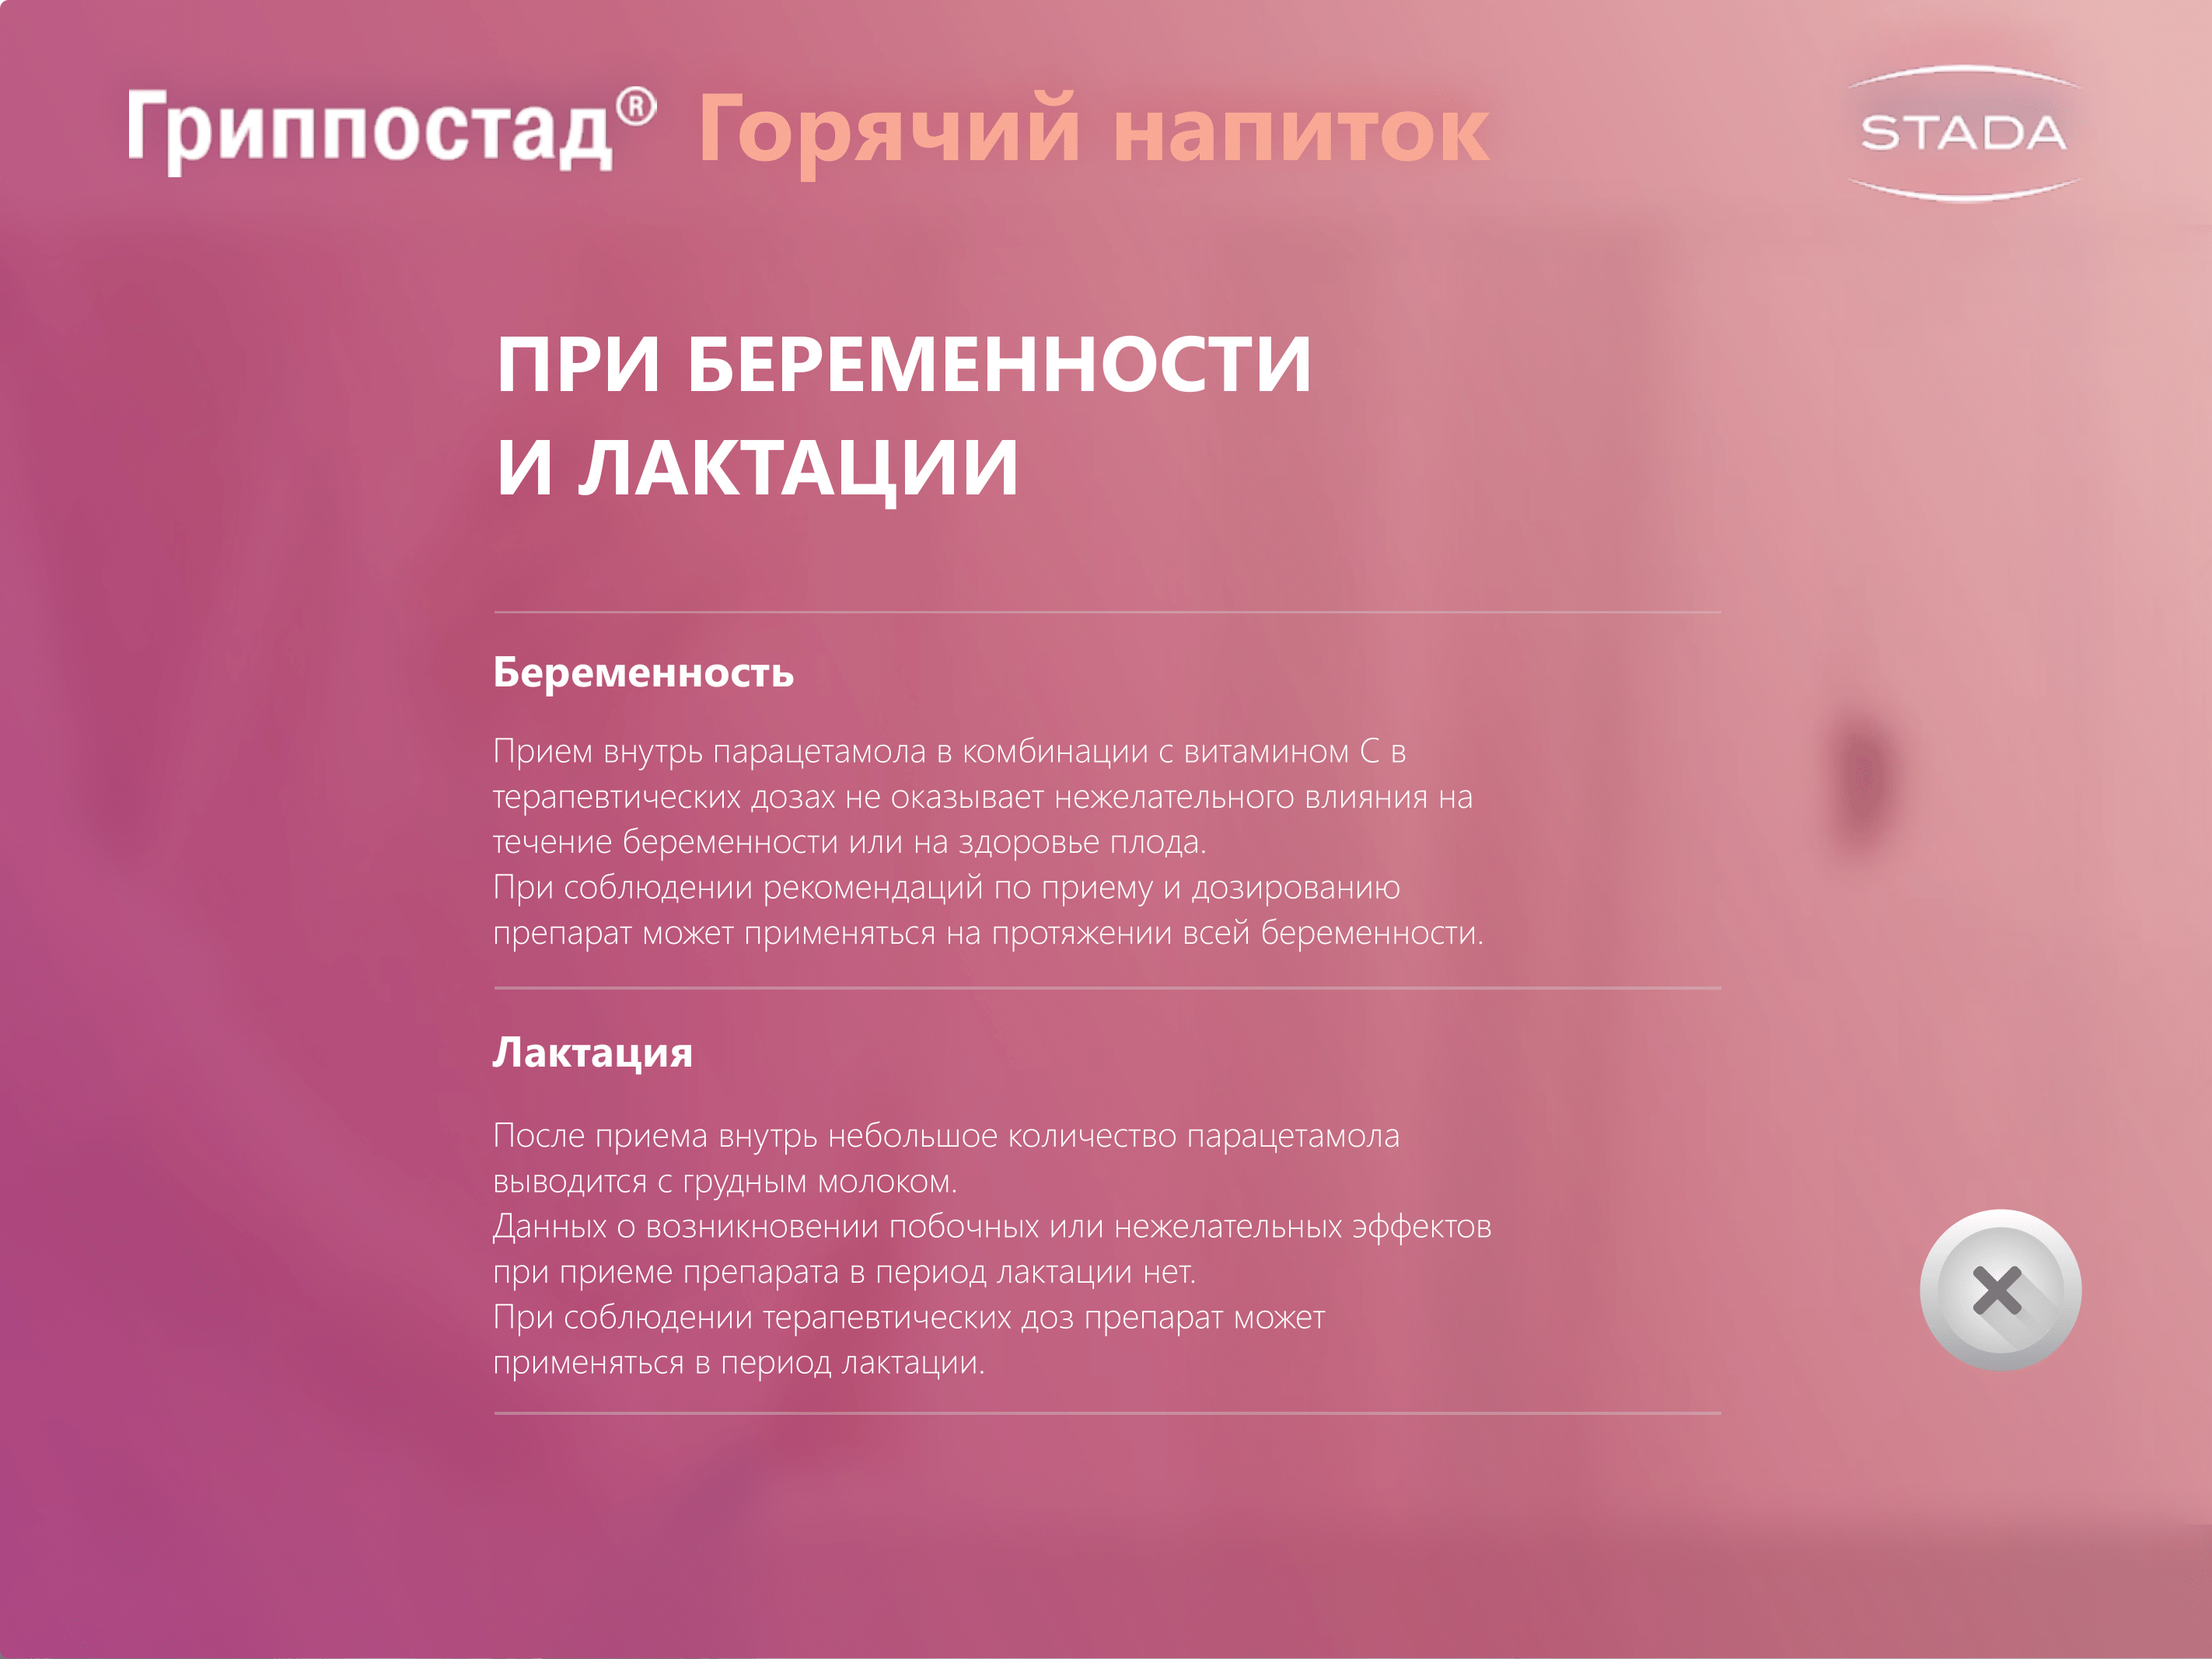 Гриппостад® Горячий напиток
STADA
ПРИ БЕРЕМЕННОСТИ
И ЛАКТАЦИИ
Беременность
Прием внутрь парацетамола в комбинации с витамином С в
терапевтических дозах не оказывает нежелательного влияния на
течение беременности или на здоровье плода.
При соблюдении рекомендаций по приему и дозированию
препарат может применяться на протяжении всей беременности.
Лактация
После приема внутрь небольшое количество парацетамола
выводится с грудным молоком.
Данных о возникновении побочных или нежелательных эффектов
при приеме препарата в период лактации нет.
При соблюдении терапевтических доз препарат может
применяться в период лактации.